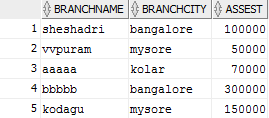 BRANCHNAME BRANCHCITY ASSEST
1 sheshadri bangalore 100000
2 vvpuram mysore 50000
3 aaaaa kolar 70000
4 bbbbb bangalore 300000
5 kodagu mysore 150000